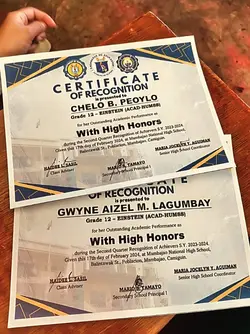 CERTIFICATE
OF RECOGNITION
is presented to
CHELO B. PEOYLO
Grade 12 - EINSTEIN (ACAD-HUMSS)
for her Outstanding Academic Performance as
With High Honors
during the Second Quarter Recognition of Achievers S.Y. 2023-2024
Given this 17th day of February 2024, at Mambajao National High School,
Balintawak St., Poblacion, Mambajao, Camiguin.
Class Adviser
TAMAYO
Secondary School Principal I
MARIA JOCELYN T. AGUMAN
Senior High School Coordinator
OF RECOGNITION
is presented to
GWYNE AIZEL M. LAGUMBAY
Grade 12 - EINSTEIN (ACAD-HUMSS)
for her Outstanding Academic Performance as
With High Honors
during the Second Quarter Recognition of Achievers S.Y. 2023-2024
Given this 17th day of February 2024, at Mambajao National High School,
Balintawak St., Poblacion, Mambajao, Camiguin.
Class Adviser
TAMAYO
Secondary School Principal I
MARIA JOCELYN T. AGUMAN
Senior High School Coordinator